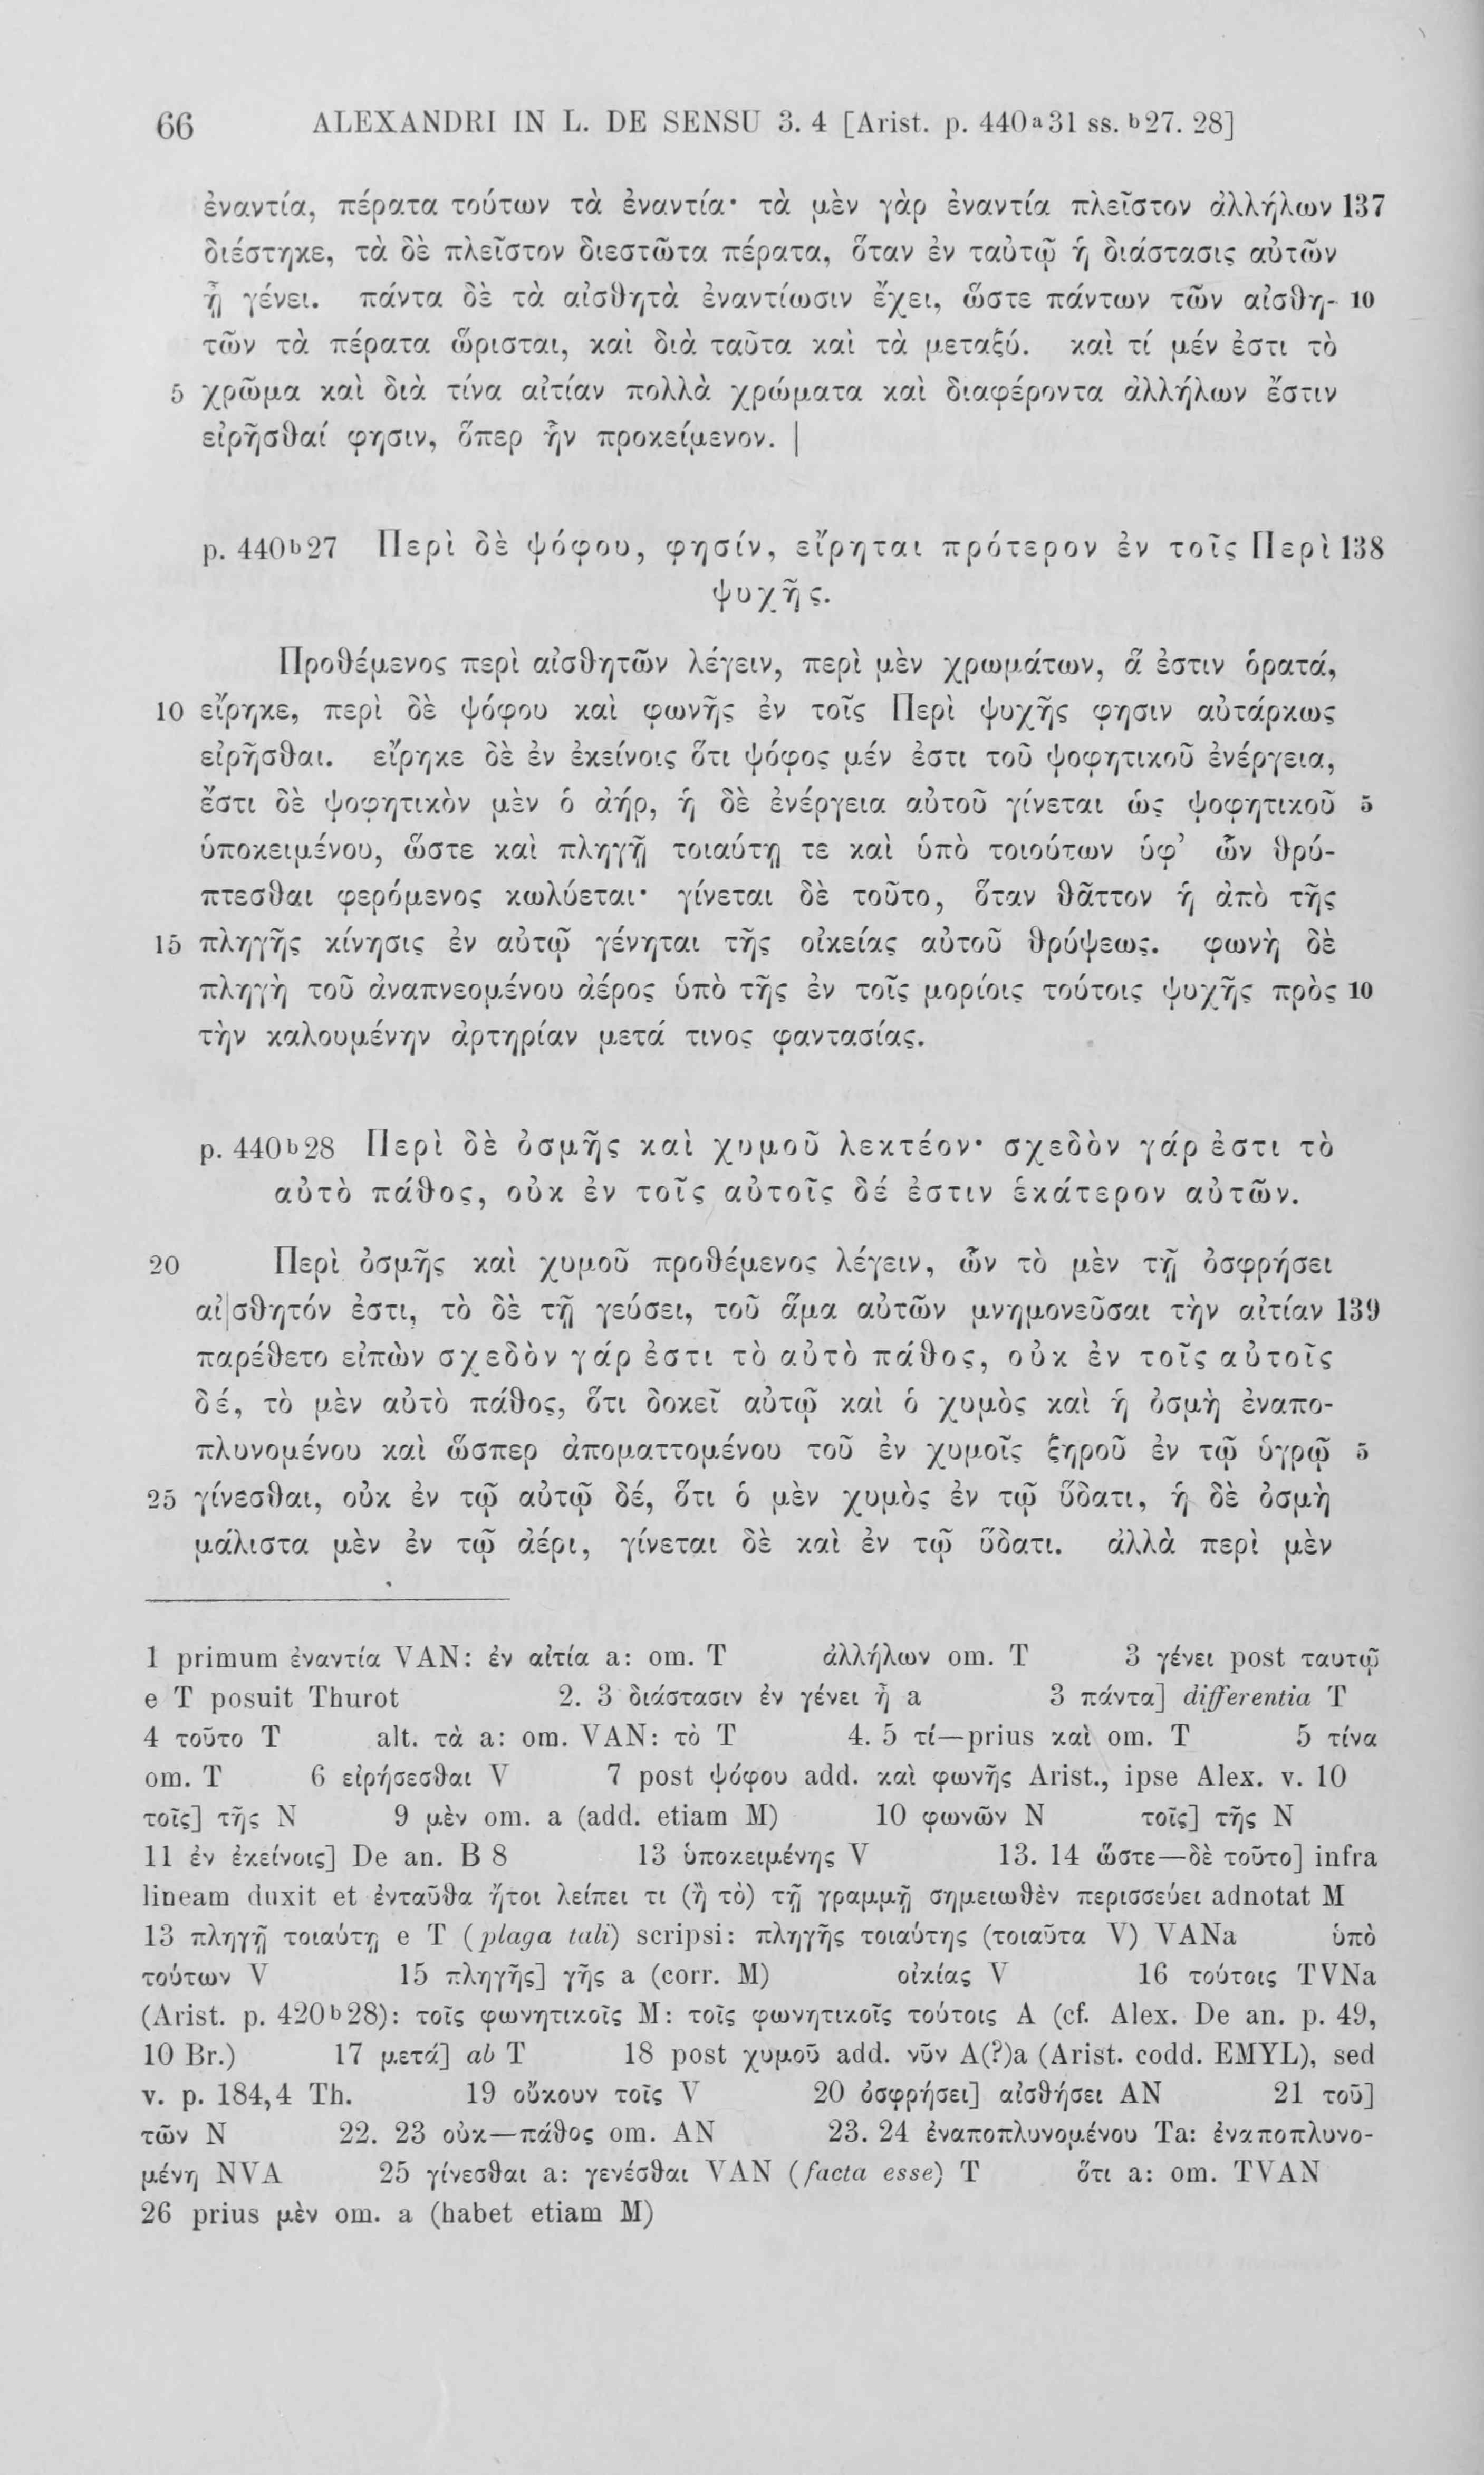 66 ALEXANDRI IN L. DE SENSU 3. 4 [Arist. p. 440a31 ss. b27. 28]
ἐναντία, πέρατα τούτων τὰ ἐναντία· τὰ μὲν γὰρ ἐναντία πλεῖστον ἀλλήλων 137
διέστηκε, τὰ δὲ πλεῖστον διεστῶτα πέρατα, ὅταν ἐν ταὐτῷ ἡ διάστασις αὐτῶν
ᾖ γένει. πάντα δὲ τὰ αἰσθητὰ ἐναντίωσιν ἔχει, ὥστε πάντων τῶν αἰσθη- 10
τῶν τὰ πέρατα ὥρισται, καὶ διὰ ταῦτα καὶ τὰ μεταξύ. καὶ τί μέν ἐστι τὸ
5 χρῶμα καὶ διὰ τίνα αἰτίαν πολλὰ χρώματα καὶ διαφέροντα ἀλλήλων ἔστιν
εἰρῆσθαί φησιν, ὅπερ ἦν προκείμενον. |
p. 440b27 Περὶ δὲ ψόφου, φησίν, εἴρηται πρότερον ἐν τοῖς Περὶ 138
ψυχῆς.
Προθέμενος περὶ αἰσθητῶν λέγειν, περὶ μὲν χρωμάτων, ἅ ἐστιν ὁρατά,
10 εἴρηκε, περὶ δὲ ψόφου καὶ φωνῆς ἐν τοῖς Περὶ ψυχῆς φησιν αὐτάρκως
εἰρῆσθαι. εἴρηκε δὲ ἐν ἐκείνοις ὅτι ψόφος μέν ἐστι τοῦ ψοφητικοῦ ἐνέργεια,
ἔστι δὲ ψοφητικὸν μὲν ὁ ἀήρ, ἡ δὲ ἐνέργεια αὐτοῦ γίνεται ὡς ψοφητικοῦ 5
ὑποκειμένου, ὥστε καὶ πληγῇ τοιαύτῃ τε καὶ ὑπὸ τοιούτων ὑφ’ ὧν θρύ-
πτεσθαι φερόμενος κωλύεται· γίνεται δὲ τοῦτο, ὅταν θᾶττον ἡ ἀπὸ τῆς
15 πληγῆς κίνησις ἐν αὐτῷ γένηται τῆς οἰκείας αὐτοῦ θρύψεως. φωνὴ δὲ
πληγὴ τοῦ ἀναπνεομένου ἀέρος ὑπὸ τῆς ἐν τοῖς μορίοις τούτοις ψυχῆς πρὸς 10
τὴν καλουμένην ἀρτηρίαν μετά τινος φαντασίας.
p. 440b28 Περὶ δὲ ὀσμῆς καὶ χυμοῦ λεκτέον· σχεδὸν γάρ ἐστι τὸ
αὐτὸ πάθος, οὐκ ἐν τοῖς αὐτοῖς δέ ἐστιν ἑκάτερον αὐτῶν.
20 Περὶ ὀσμῆς καὶ χυμοῦ προθέμενος λέγειν, ὧν τὸ μὲν τῇ ὀσφρήσει
αἰ|σθητόν ἐστι, τὸ δὲ τῇ γεύσει, τοῦ ἅμα αὐτῶν μνημονεῦσαι τὴν αἰτίαν 139
παρέθετο εἰπὼν σχεδὸν γάρ ἐστι τὸ αὐτὸ πάθος, οὐκ ἐν τοῖς αὐτοῖς
δέ, τὸ μὲν αὐτὸ πάθος, ὅτι δοκεῖ αὐτῷ καὶ ὁ χυμὸς καὶ ἡ ὀσμὴ ἐναπο-
πλυνομένου καὶ ὥσπερ ἀποματτομένου τοῦ ἐν χυμοῖς ξηροῦ ἐν τῷ ὑγρῷ 5
25 γίνεσθαι, οὐκ ἐν τῷ αὐτῷ δέ, ὅτι ὁ μὲν χυμὸς ἐν τῷ ὕδατι, ἡ δὲ ὀσμὴ
μάλιστα μὲν ἐν τῷ ἀέρι, γίνεται δὲ καὶ ἐν τῷ ὕδατι. ἀλλὰ περὶ μὲν
1 primum ἐναντία VAN: ἐν αἰτία a: om. T ἀλλήλων om. T 3 γένει post ταυτῷ
e T posuit Thurot 2. 3 διάστασιν ἐν γένει ᾖ a 3 πάντα] differentia T
4 τοῦτο T alt. τὰ a: om. VAN: τὸ T 4. 5 τί—prius καὶ om. T 5 τίνα
om. T 6 εἰρήσεσθαι V 7 post ψόφου add. καὶ φωνῆς Arist., ipse Alex. v. 10
τοῖς] τῆς N 9 μὲν om. a (add. etiam M) 10 φωνῶν N τοῖς] τῆς N
11 ἐν ἐκείνοις] De an. B 8 13 ὑποκειμένης V 13. 14 ὥστε—δὲ τοῦτο] infra
lineam duxit et ἐνταῦθα ἤτοι λείπει τι (ἢ τὸ) τῇ γραμμῇ σημειωθὲν περισσεύει adnotat M
13 πληγῇ τοιαύτῃ e T (plaga tali) scripsi: πληγῆς τοιαύτης (τοιαῦτα V) VANa ὑπὸ
τούτων V 15 πληγῆς] γῆς a (corr. M) οἰκίας V 16 τούτοις TVNa
(Arist. p. 420b28): τοῖς φωνητικοῖς M: τοῖς φωνητικοῖς τούτοις A (cf. Alex. De an. p. 49,
10 Br.) 17 μετά] ab T 18 post χυμοῦ add. νῦν A(?)a (Arist. codd. EMYL), sed
v. p. 184,4 Th. 19 οὔκουν τοῖς V 20 ὀσφρήσει] αἰσθήσει AN 21 τοῦ]
τῶν N 22. 23 οὐκ—πάθος om. AN 23. 24 ἐναποπλυνομένου Ta: ἐναποπλυνο-
μένη NVA 25 γίνεσθαι a: γενέσθαι VAN (facta esse) T ὅτι a: om. TVAN
26 prius μὲν om. a (habet etiam M)